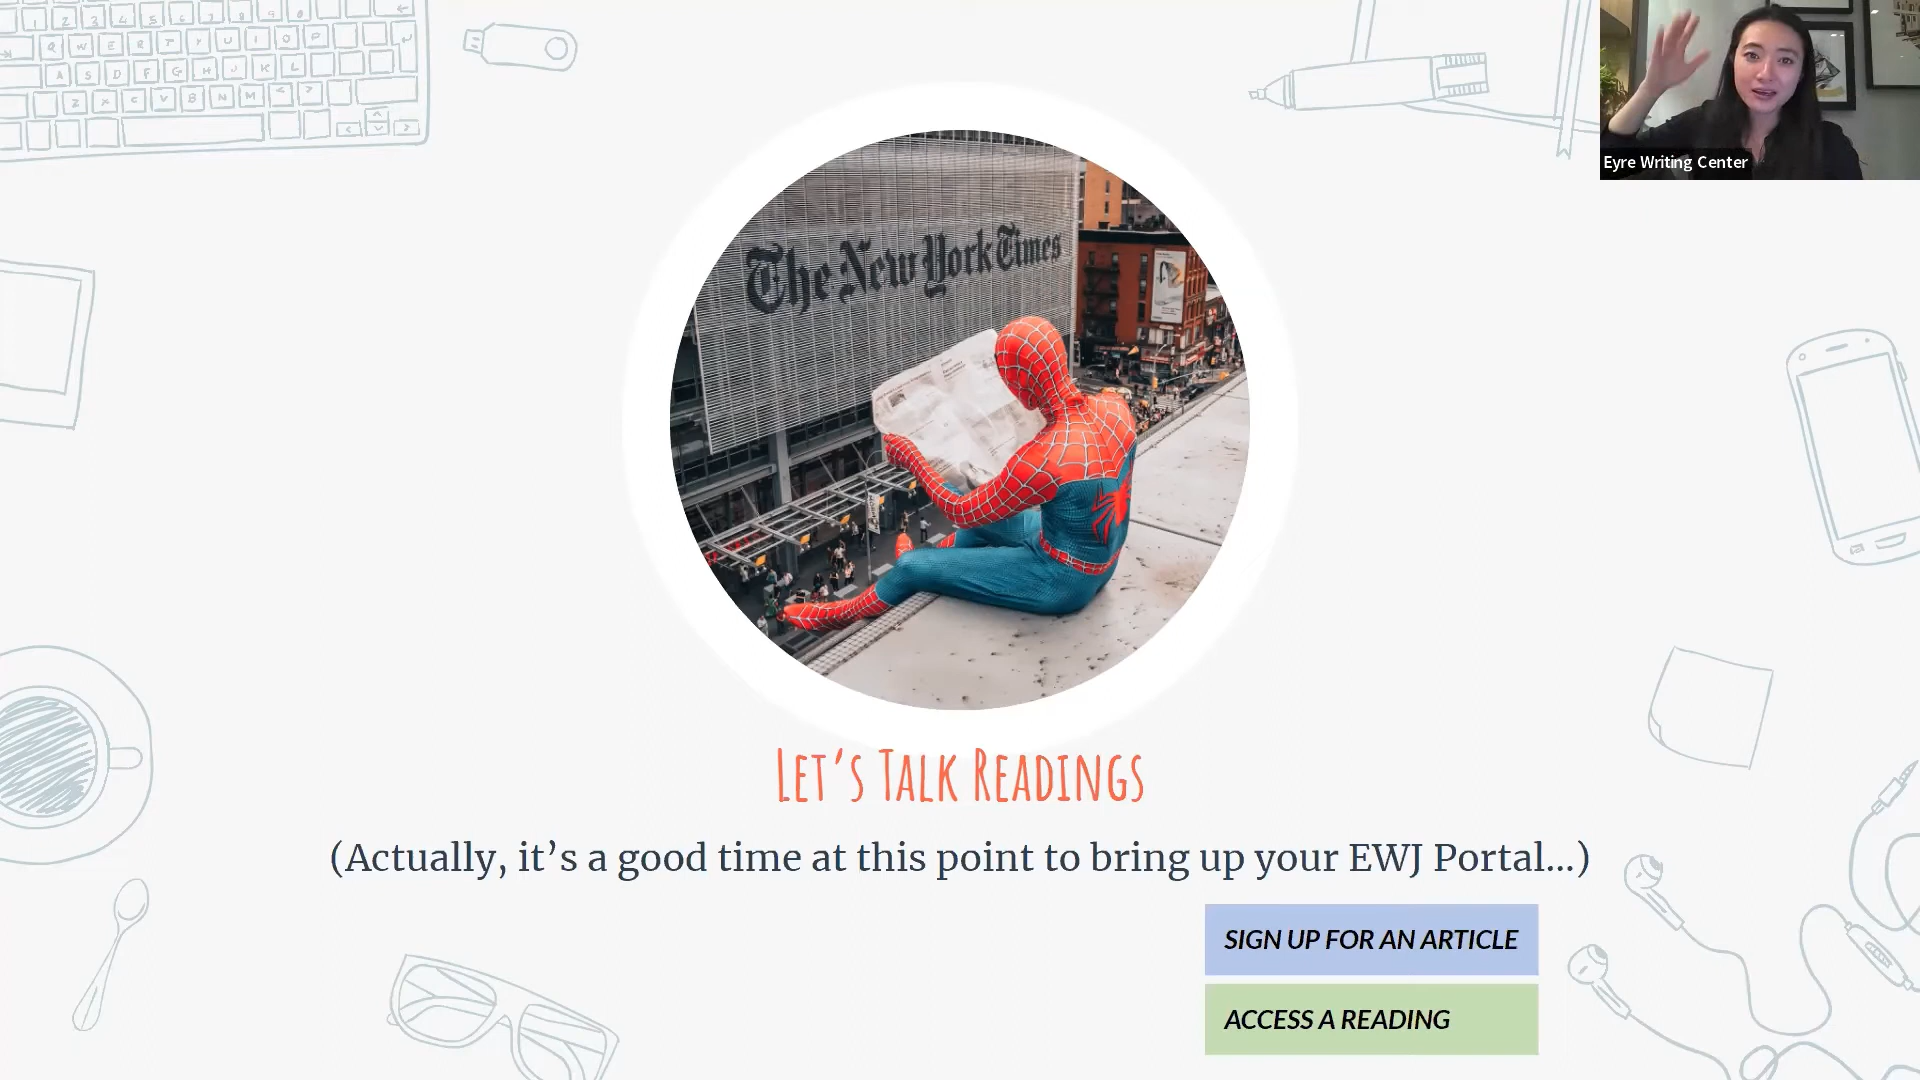 Eyre Writing Center
The New York Times
LET'S TALK READINGS
(Actually, it's a good time at this point to bring up your EWJ Portal...)
SIGN UP FOR AN ARTICLE
ACCESS A READING